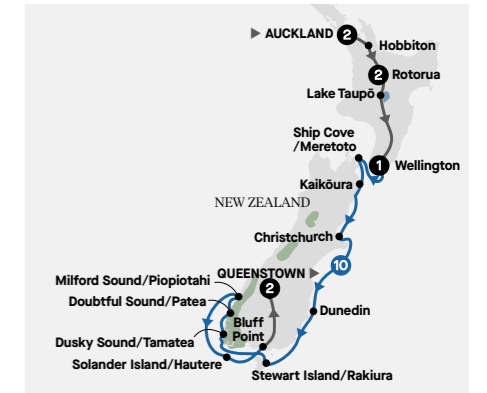 ▶ AUCKLAND 2
Hobbiton
2 Rotorua
Lake Taupō
Ship Cove
/Meretoto
1 Wellington
Kaikōura
NEW ZEALAND
Christchurch
10
QUEENSTOWN ▶
2
Milford Sound/Piopiotahi
Doubtful Sound/Patea
Dunedin
Bluff
Point
Dusky Sound/Tamatea
Solander Island/Hautere
Stewart Island/Rakiura